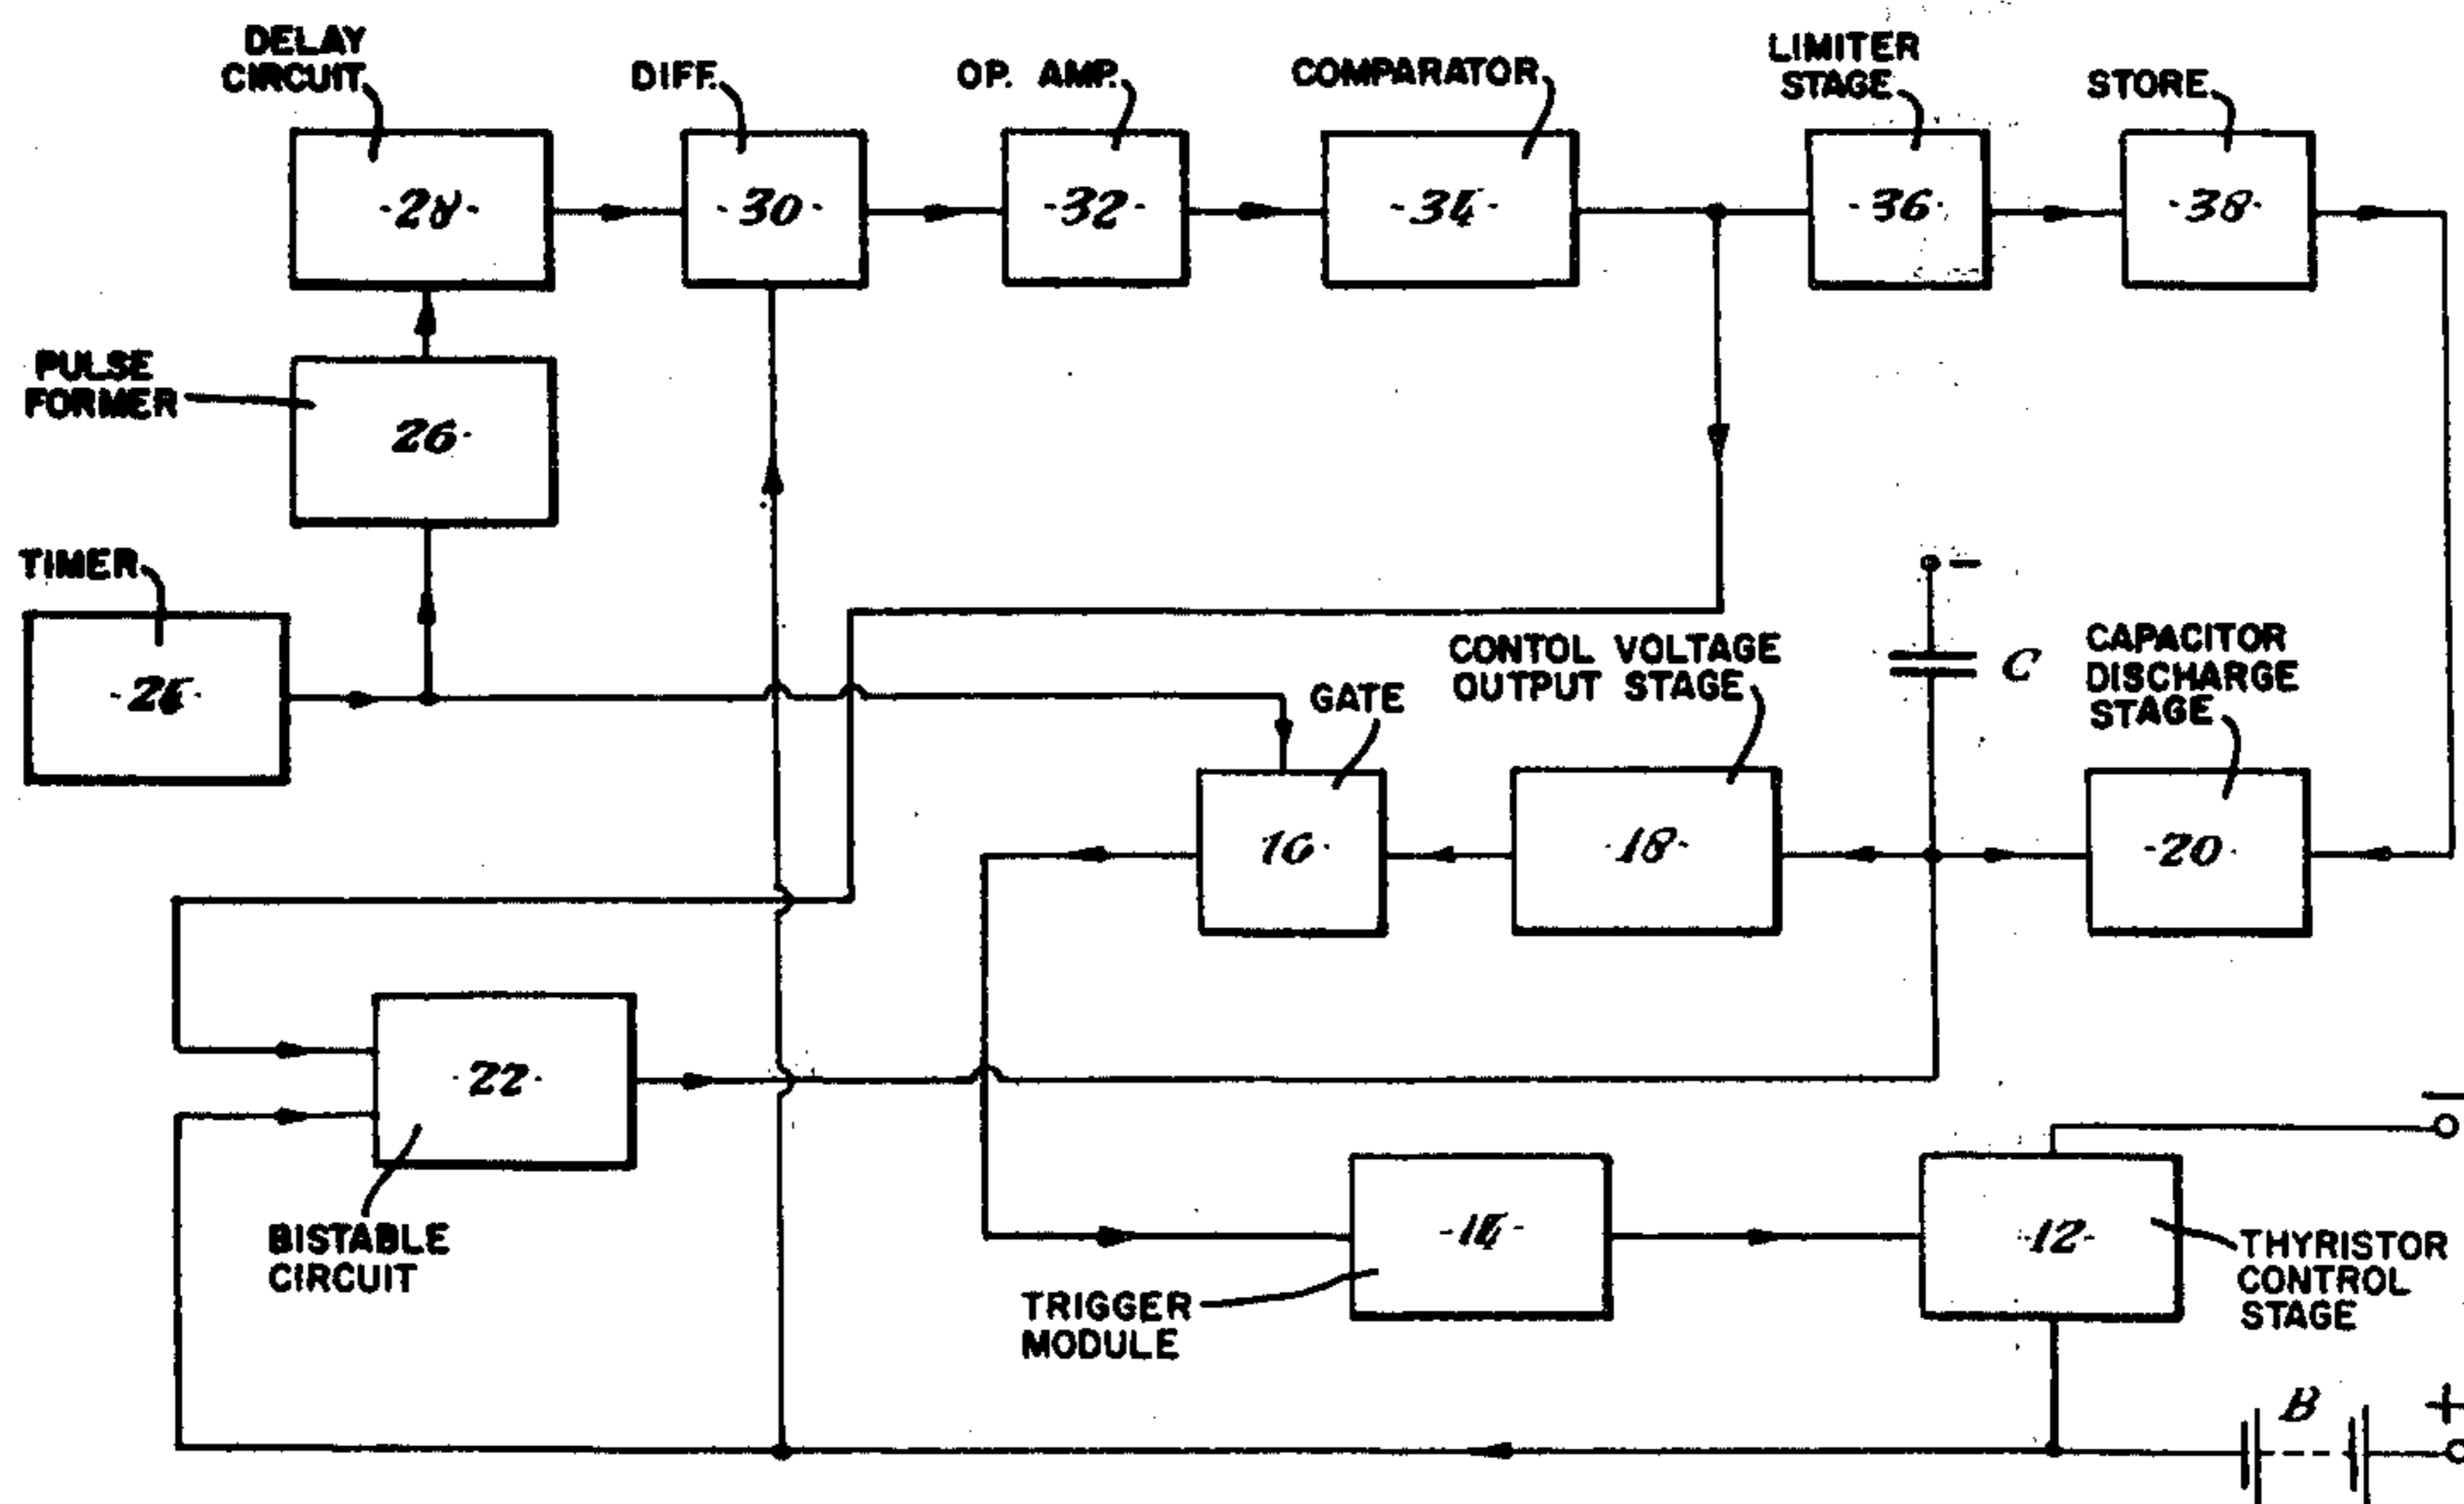 DELAY
CIRCUIT
DIFF.
OP. AMP.
COMPARATOR
LIMITER
STAGE
STORE
-28-
-30-
-32-
-34-
-36-
-38-
PULSE
FORMER
26-
TIMER
-24-
CONTOL VOLTAGE
OUTPUT STAGE
GATE
- C
CAPACITOR
DISCHARGE
STAGE
16-
-18-
-20-
-22-
BISTABLE
CIRCUIT
-14-
-12-
TRIGGER
MODULE
THYRISTOR
CONTROL
STAGE
B
+